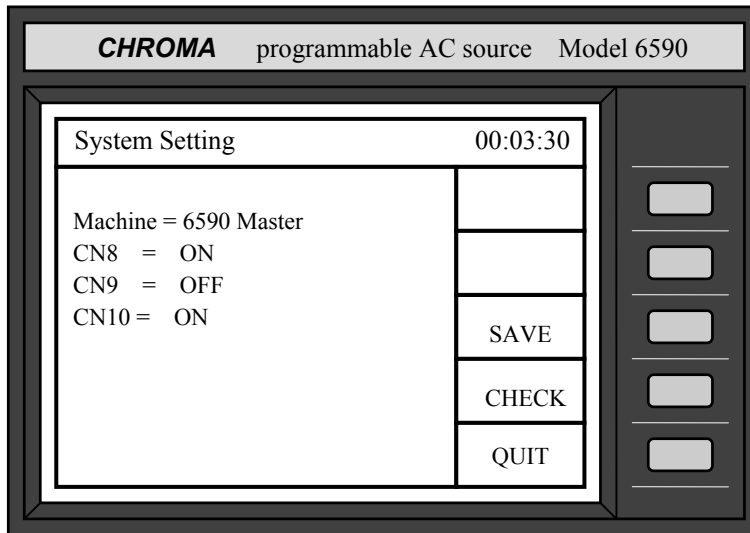 CHROMA programmable AC source Model 6590
System Setting 00:03:30
Machine = 6590 Master
CN8 = ON
CN9 = OFF
CN10 = ON
SAVE
CHECK
QUIT